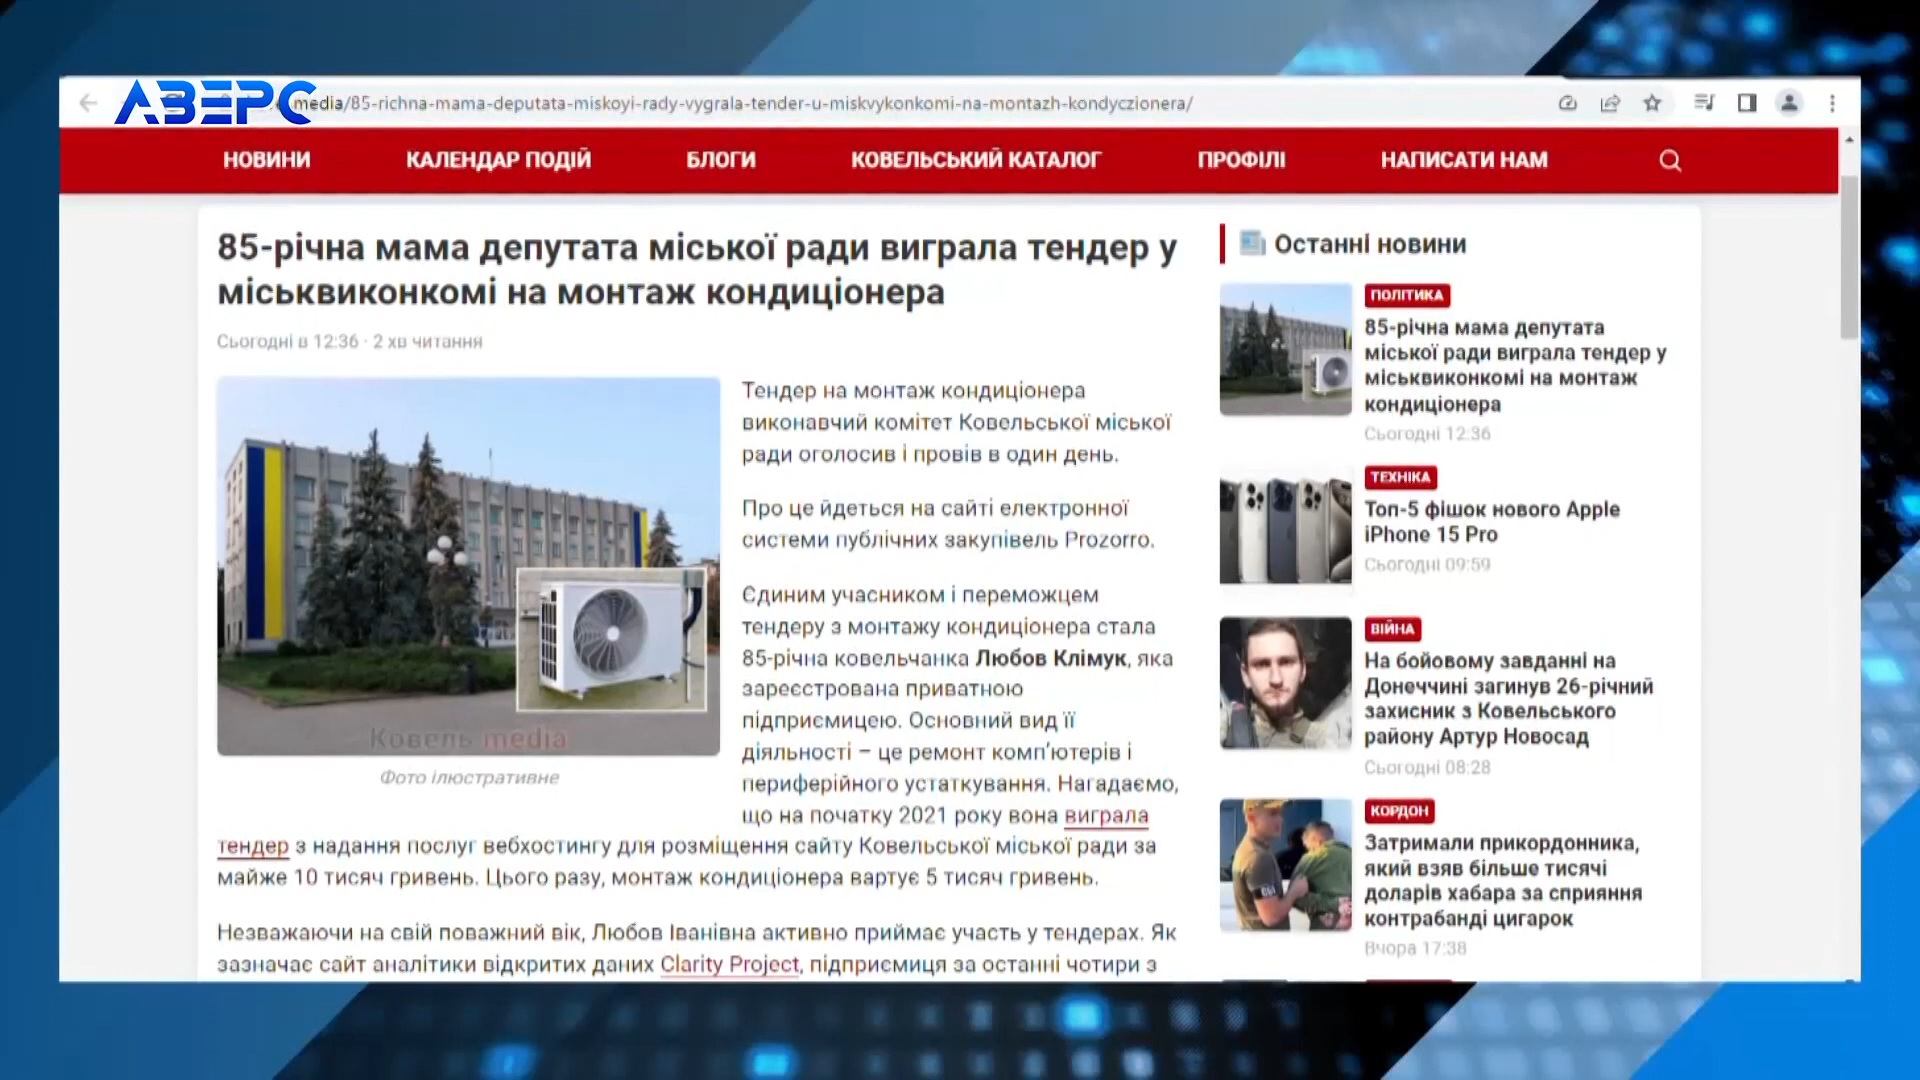 АВЕРС
media/85-richna-mama-deputata-miskoyi-rady-vygrala-tender-u-miskvykonkomi-na-montazh-kondyczionera/
НОВИНИ
КАЛЕНДАР ПОДІЙ
БЛОГИ
КОВЕЛЬСЬКИЙ КАТАЛОГ
ПРОФІЛІ
НАПИСАТИ НАМ
85-річна мама депутата міської ради виграла тендер у
міськвиконкомі на монтаж кондиціонера
Сьогодні в 12:36 · 2 хв читання
Ковель media
Фото ілюстративне
Тендер на монтаж кондиціонера
виконавчий комітет Ковельської міської
ради оголосив і провів в один день.
Про це йдеться на сайті електронної
системи публічних закупівель Prozorro.
Єдиним учасником і переможцем
тендеру з монтажу кондиціонера стала
85-річна ковельчанка Любов Клімук, яка
зареєстрована приватною
підприємицею. Основний вид її
діяльності – це ремонт комп'ютерів і
периферійного устаткування. Нагадаємо,
що на початку 2021 року вона виграла
тендер з надання послуг вебхостингу для розміщення сайту Ковельської міської ради за
майже 10 тисяч гривень. Цього разу, монтаж кондиціонера вартує 5 тисяч гривень.
Незважаючи на свій поважний вік, Любов Іванівна активно приймає участь у тендерах. Як
зазначає сайт аналітики відкритих даних Clarity Project, підприємиця за останні чотири з
Останні новини
ПОЛІТИКА
85-річна мама депутата
міської ради виграла тендер у
міськвиконкомі на монтаж
кондиціонера
Сьогодні 12:36
ТЕХНІКА
Топ-5 фішок нового Apple
iPhone 15 Pro
Сьогодні 09:59
ВІЙНА
На бойовому завданні на
Донеччині загинув 26-річний
захисник з Ковельського
району Артур Новосад
Сьогодні 08:28
КОРДОН
Затримали прикордонника,
який взяв більше тисячі
доларів хабара за сприяння
контрабанді цигарок
Вчора 17:38